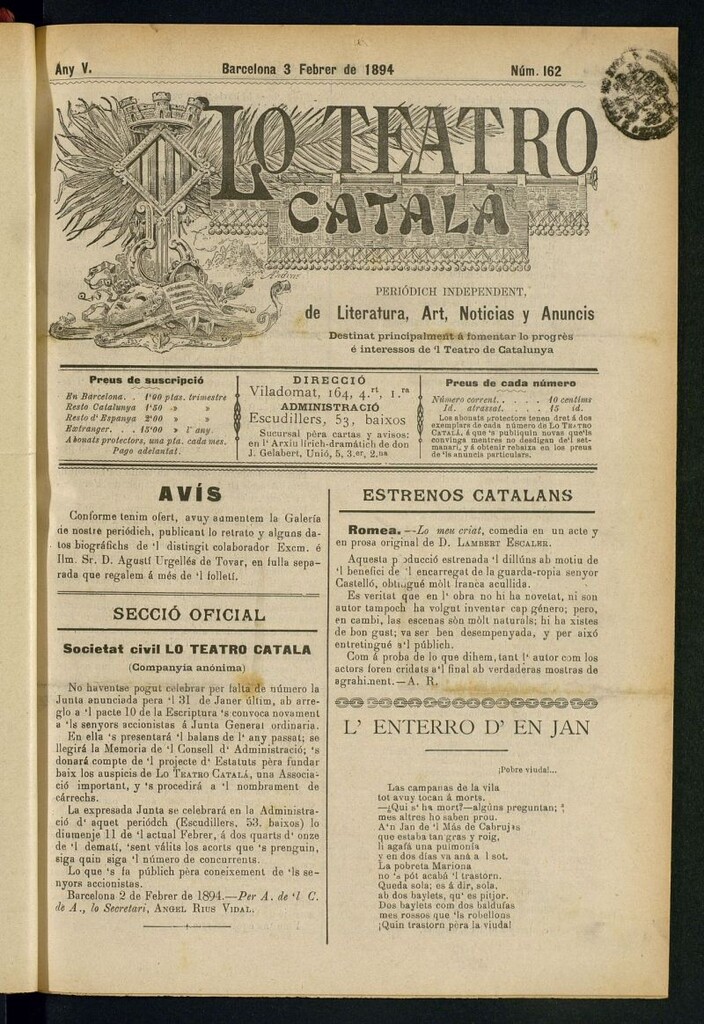 Any V.
Barcelona 3 Febrer de 1894
Núm. 162
LO TEATRO
CATALÀ
PERIÓDICH INDEPENDENT,
de Literatura, Art, Noticias y Anuncis
Destinat principalment á fomentar lo progrés
é interessos de 'l Teatro de Catalunya
Preus de suscripció
En Barcelona. . 1'00 ptas. trimestre
Resto Catalunya 1'50 » »
Resto d' Espanya 2'00 » »
Extranger. . . 15'00 » l' any.
Abonats protectors, una pta. cada mes.
Pago adelantat.
DIRECCIÓ
Viladomat, 164, 4.rt, 1.ra
ADMINISTRACIÓ
Escudillers, 53, baixos
Sucursal pèra cartas y avisos:
en l' Arxiu lirich-dramátich de don
J. Gelabert, Unió, 5, 3.er, 2.na
Preus de cada número
Número corrent. . . . . 10 centims
Id. atrassat. . . . . 15 id.
Los abonats protectors tenen dret á dos
exemplars de cada número de LO TEATRO
CATALÁ, á que 's publiquin novas que'ls
convinga mentres no desdigan de'l set-
manari, y á obtenir rebaixa en los preus
de 'ls anuncis particulars.
AVÍS
Conforme tenim ofert, avuy aumentem la Galería
de nostre periódich, publicant lo retrato y alguns da-
tos biográfichs de 'l distingit colaborador Excm. é
Ilm. Sr. D. Agustí Urgellés de Tovar, en fulla sepa-
rada que regalem á més de 'l folletí.
SECCIÓ OFICIAL
Societat civil LO TEATRO CATALA
(Companyía anónima)
No haventse pogut celebrar per falta de número la
Junta anunciada pera 'l 31 de Janer últim, ab arre-
glo a 'l pacte 10 de la Escriptura 's convoca novament
a 'ls senyors accionistas á Junta General ordinaria.
En ella 's presentará 'l balans de l' any passat; se
llegirá la Memoria de 'l Consell d' Administració; 's
donará compte de 'l projecte d' Estatuts pèra fundar
baix los auspicis de LO TEATRO CATALÁ, una Associa-
ció important, y s'procedirá a 'l nombrament de
cárrechs.
La expresada Junta se celebrará en la Administra-
ció d' aquet periódch (Escudillers, 53, baixos) lo
diumenje 11 de 'l actual Febrer, á dos quarts d' onze
de 'l dematí, 'sent válits los acorts que 's prenguin,
siga quin siga 'l número de concurrents.
Lo que 's fa públich pèra coneixement de 'ls se-
nyors accionistas.
Barcelona 2 de Febrer de 1894.—Per A. de 'l C.
de A., lo Secretari, ANGEL RIUS VIDAL.
ESTRENOS CATALANS
Romea.—Lo meu criat, comedia en un acte y
en prosa original de D. LAMBERT ESCALER.
Aquesta producció estrenada 'l dillúns ab motiu de
'l benefici de 'l encarregat de la guarda-ropia senyor
Castelló, obtingué mòlt franca acullida.
Es veritat que en l' obra no hi ha novetat, ni son
autor tampoch ha volgut inventar cap género; pero,
en cambi, las escenas són mòlt naturals; hi ha xistes
de bon gust; va ser ben desempenyada, y per aixó
entretingué a'l públich.
Com á proba de lo que dihem, tant l' autor com los
actors foren cridats a'l final ab verdaderas mostras de
agrahiment.—A. R.
L' ENTERRO D' EN JAN
¡Pobre viuda!...
Las campanas de la vila
tot avuy tocan á morts.
—¿Qui s' ha mort?—alguns preguntan;
mes altres ho saben prou.
A'n Jan de 'l Más de Cabrujas
que estaba tan gras y roig,
li agafá una pulmonía
y en dos días va aná a 'l sot.
La pobreta Mariona
no 's pót acabá 'l trastorn.
Queda sola; es á dir, sola,
ab dos baylets, qu' es pitjor.
Dos baylets com dos baldufas
mes rossos que 'ls robellons
¡Quin trastorn pèra la viuda!